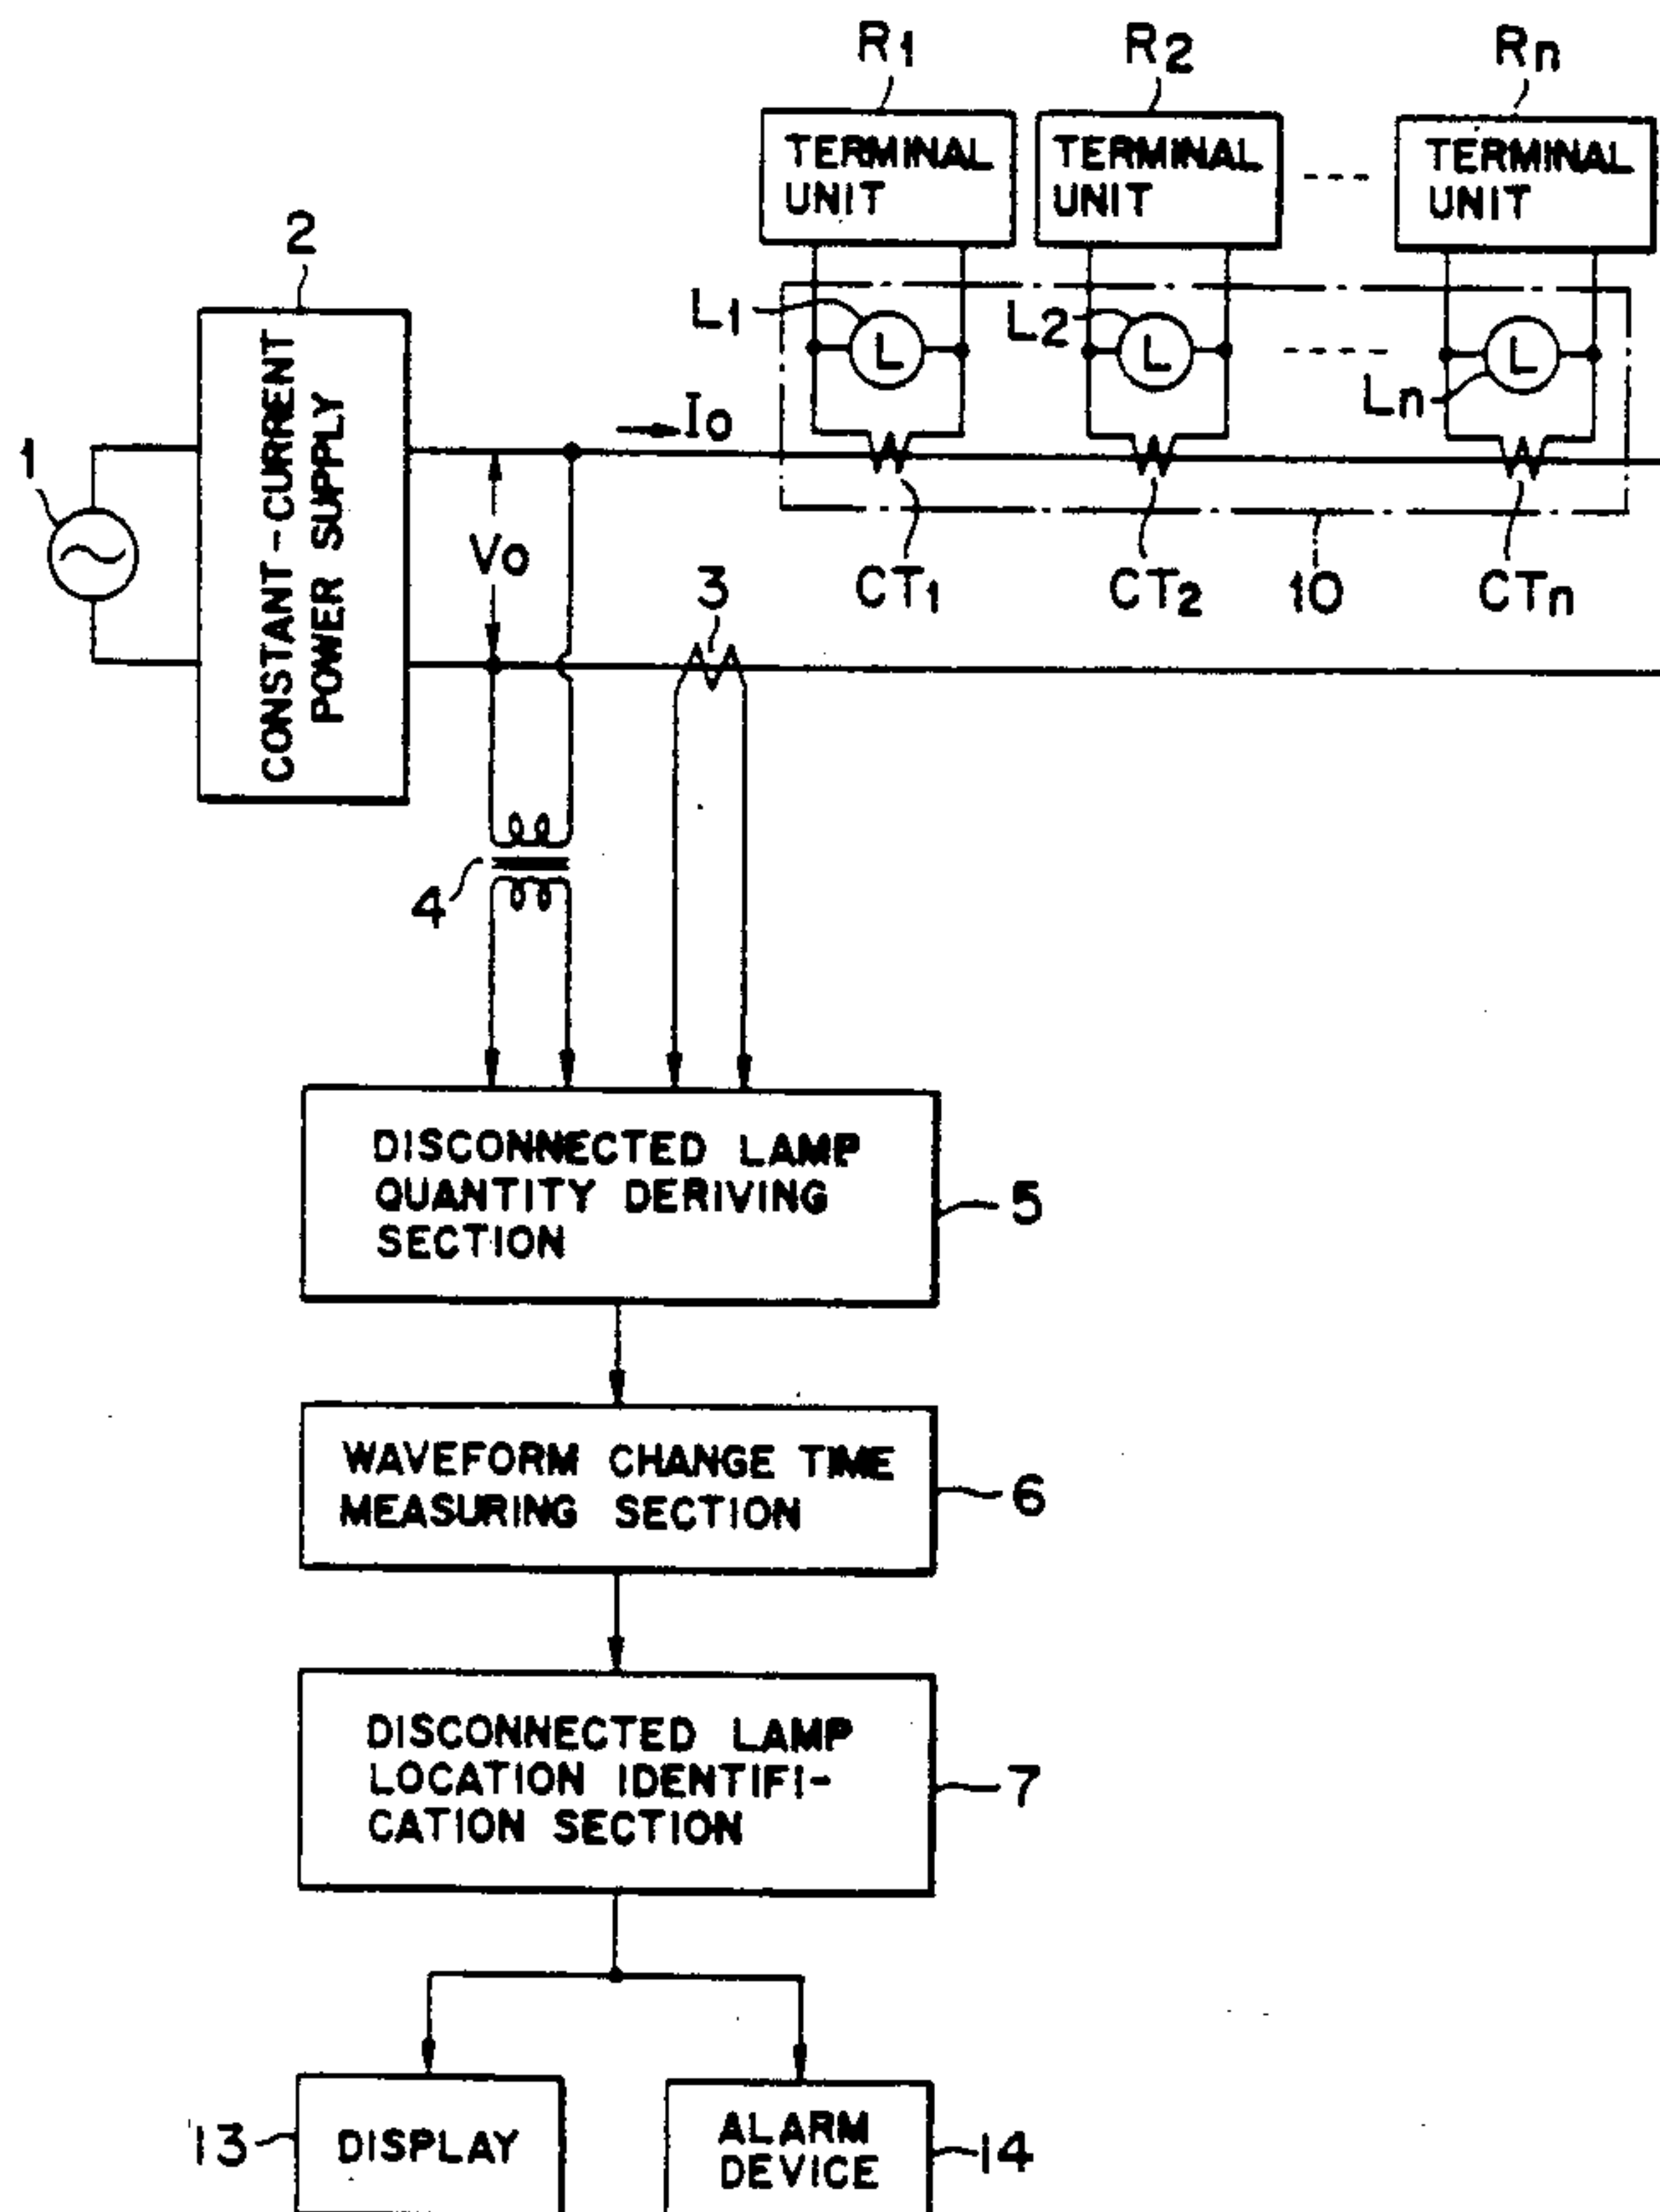 R1
R2
Rn
TERMINAL
UNIT
TERMINAL
UNIT
TERMINAL
UNIT
2
L1
L
L2
L
Ln
L
1
CONSTANT-CURRENT
POWER SUPPLY
Io
Vo
3
CT1
CT2
10
CTn
4
DISCONNECTED LAMP
QUANTITY DERIVING
SECTION
5
WAVEFORM CHANGE TIME
MEASURING SECTION
6
DISCONNECTED LAMP
LOCATION IDENTIFI-
CATION SECTION
7
13
DISPLAY
ALARM
DEVICE
14